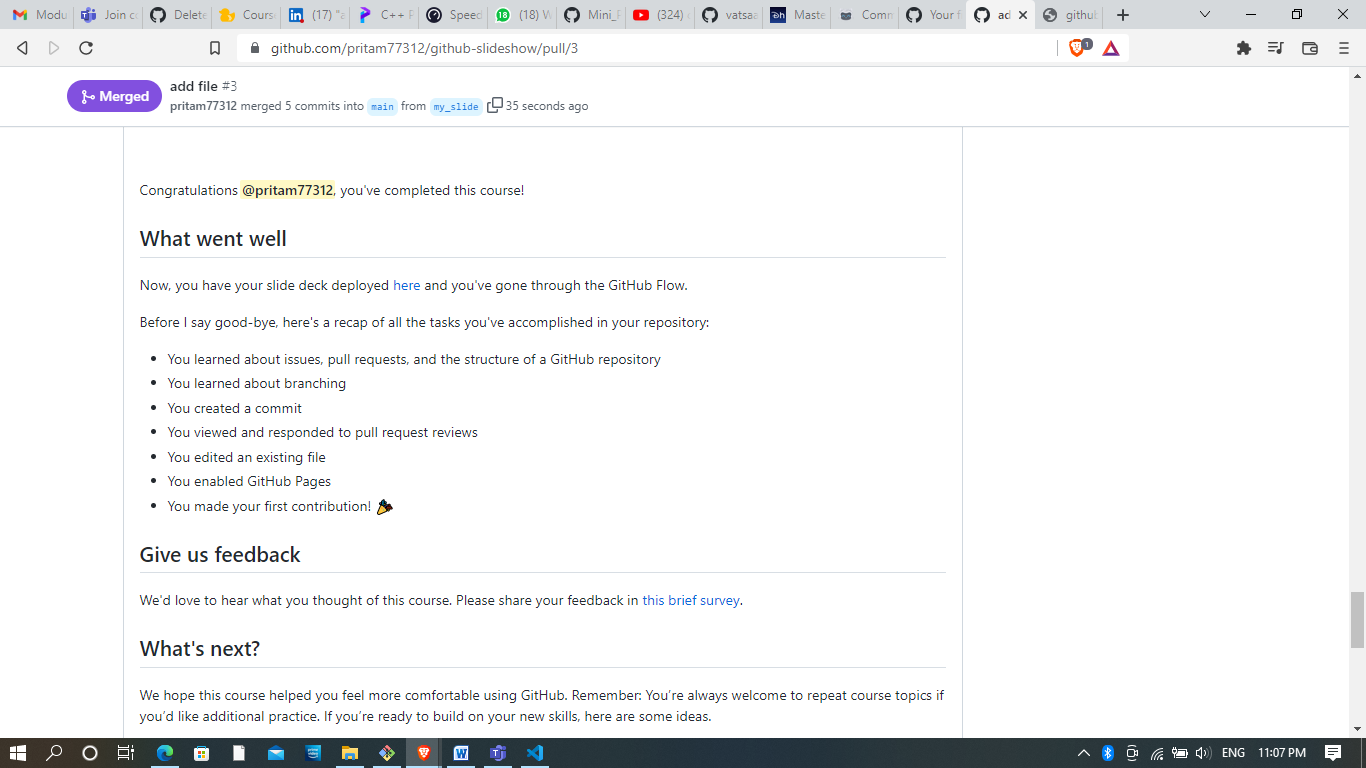 Modu
Join c
Delete
Course
(17) "a
C++ P
Speed
(18) W
Mini_P
(324)
vatsaa
Maste
Comm
Your f
ad
github
github.com/pritam77312/github-slideshow/pull/3
1
Merged
add file #3
pritam77312 merged 5 commits into main from my_slide 35 seconds ago
Congratulations @pritam77312, you've completed this course!
What went well
Now, you have your slide deck deployed here and you've gone through the GitHub Flow.
Before I say good-bye, here's a recap of all the tasks you've accomplished in your repository:
• You learned about issues, pull requests, and the structure of a GitHub repository
• You learned about branching
• You created a commit
• You viewed and responded to pull request reviews
• You edited an existing file
• You enabled GitHub Pages
• You made your first contribution!
Give us feedback
We'd love to hear what you thought of this course. Please share your feedback in this brief survey.
What's next?
We hope this course helped you feel more comfortable using GitHub. Remember: You're always welcome to repeat course topics if
you'd like additional practice. If you're ready to build on your new skills, here are some ideas.
ENG 11:07 PM